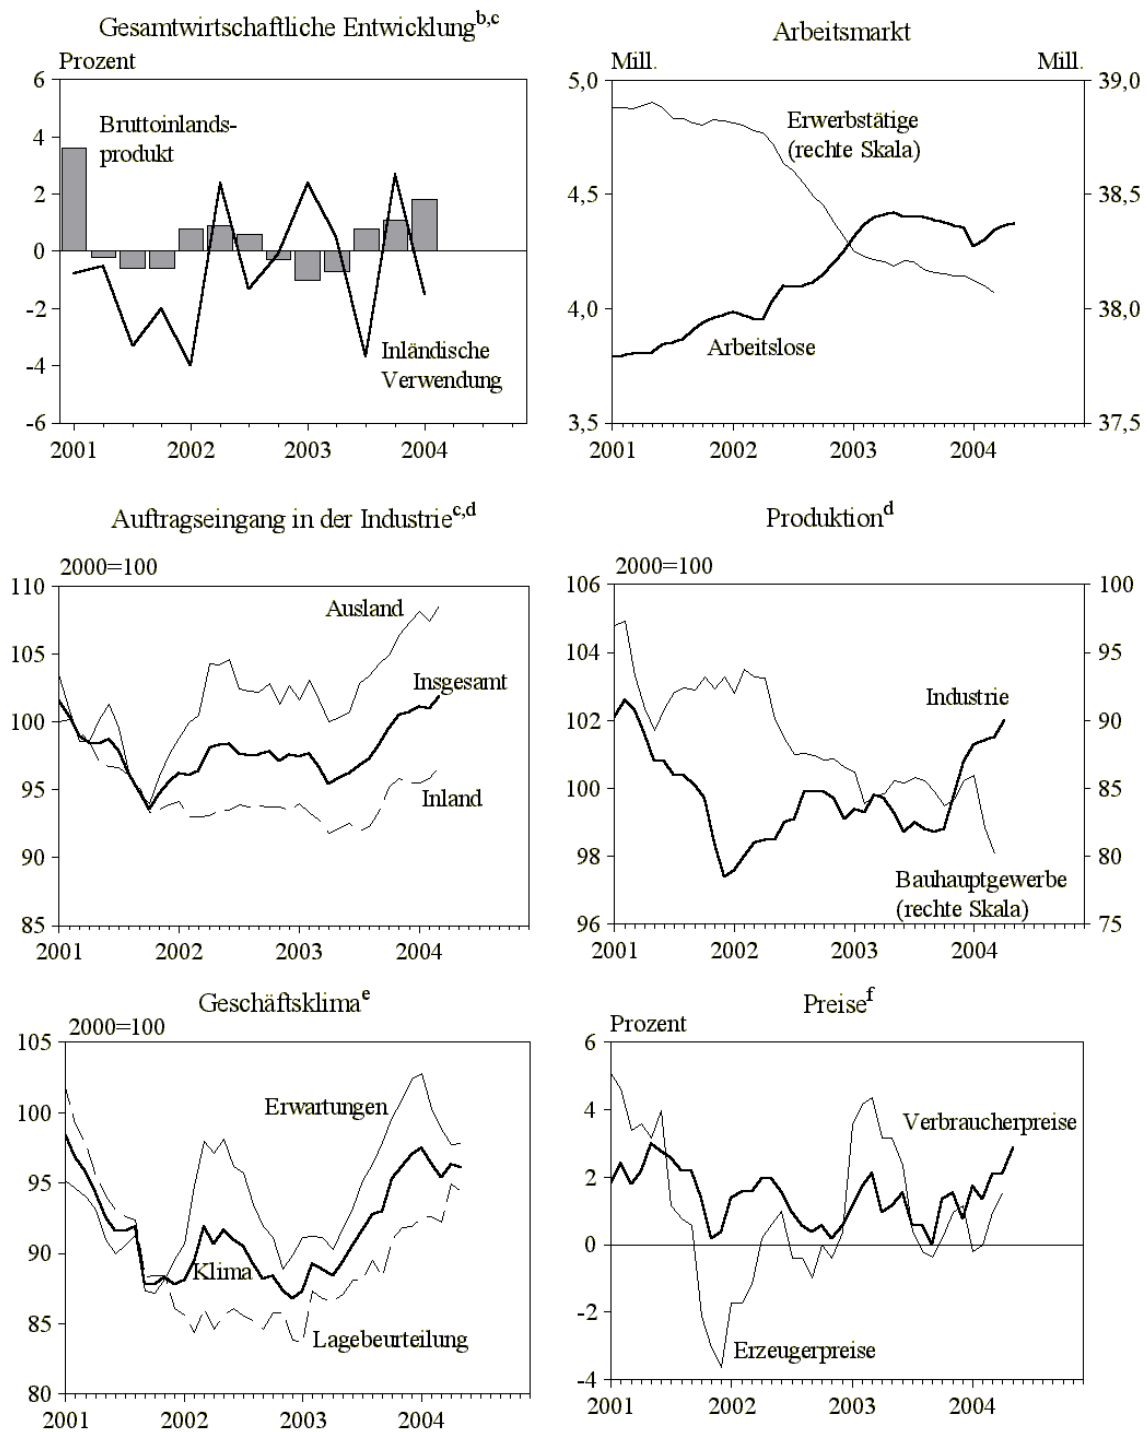 Gesamtwirtschaftliche Entwicklung^b,c
Prozent
6
4
2
0
-2
-4
-6
Bruttoinlands-
produkt
Inländische
Verwendung
2001 2002 2003 2004
Arbeitsmarkt
Mill. Mill.
5,0 39,0
4,5 38,5
4,0 38,0
3,5 37,5
Erwerbstätige
(rechte Skala)
Arbeitslose
2001 2002 2003 2004
Auftragseingang in der Industrie^c,d
2000=100
110
105
100
95
90
85
Ausland
Insgesamt
Inland
2001 2002 2003 2004
Produktion^d
2000=100
106 100
104 95
102 90
100 85
98 80
96 75
Industrie
Bauhauptgewerbe
(rechte Skala)
2001 2002 2003 2004
Geschäftsklima^e
2000=100
105
100
95
90
85
80
Erwartungen
Klima
Lagebeurteilung
2001 2002 2003 2004
Preise^f
Prozent
6
4
2
0
-2
-4
Verbraucherpreise
Erzeugerpreise
2001 2002 2003 2004